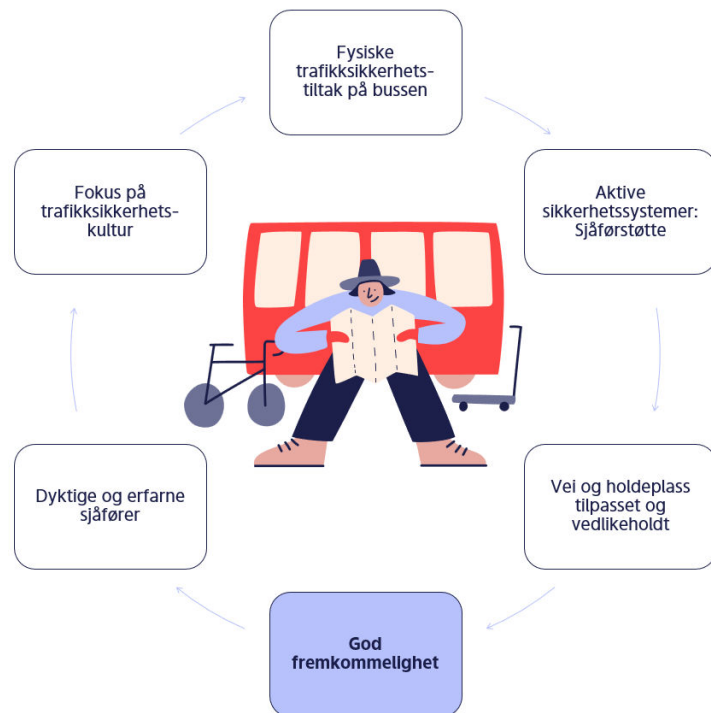 Fysiske
trafikksikkerhets-
tiltak på bussen
Aktive
sikkerhetssystemer:
Sjåførstøtte
Vei og holdeplass
tilpasset og
vedlikeholdt
God
fremkommelighet
Dyktige og erfarne
sjåfører
Fokus på
trafikksikkerhets-
kultur